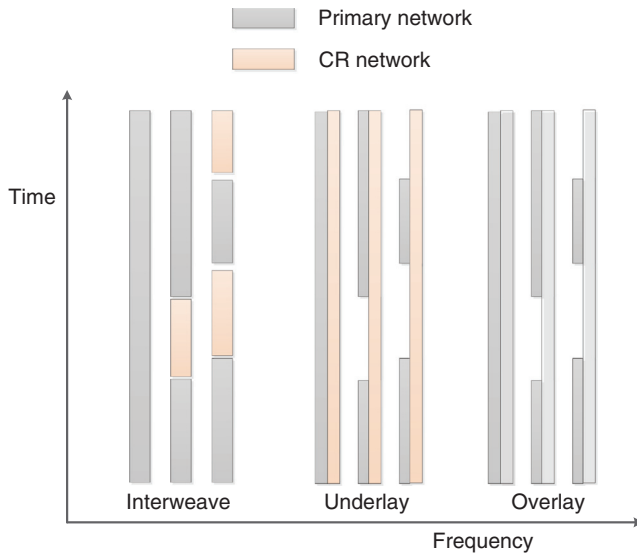 Primary network
CR network
Time
Interweave
Underlay
Overlay
Frequency